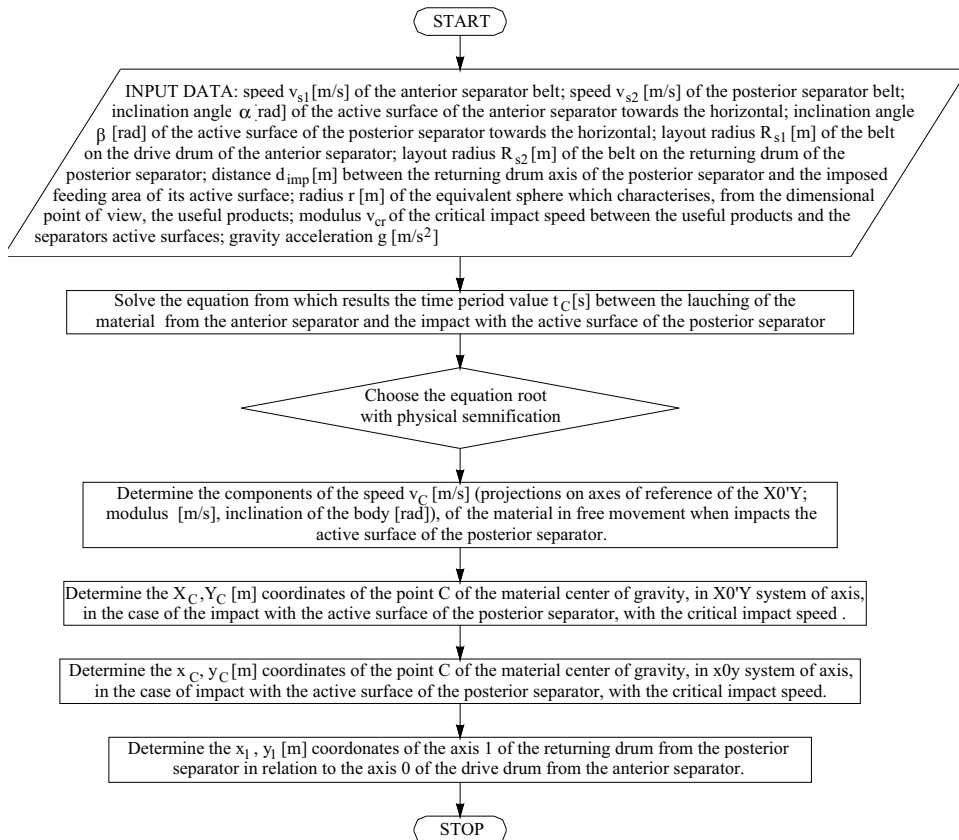 START
INPUT DATA: speed v_s1 [m/s] of the anterior separator belt; speed v_s2 [m/s] of the posterior separator belt;
inclination angle α [rad] of the active surface of the anterior separator towards the horizontal; inclination angle
β [rad] of the active surface of the posterior separator towards the horizontal; layout radius R_s1 [m] of the belt
on the drive drum of the anterior separator; layout radius R_s2 [m] of the belt on the returning drum of the
posterior separator; distance d_imp [m] between the returning drum axis of the posterior separator and the imposed
feeding area of its active surface; radius r [m] of the equivalent sphere which characterises, from the dimensional
point of view, the useful products; modulus v_cr of the critical impact speed between the useful products and the
separators active surfaces; gravity acceleration g [m/s²]
Solve the equation from which results the time period value t_C [s] between the lauching of the
material from the anterior separator and the impact with the active surface of the posterior separator
Choose the equation root
with physical semnification
Determine the components of the speed v_C [m/s] (projections on axes of reference of the X0'Y;
modulus [m/s], inclination of the body [rad]), of the material in free movement when impacts the
active surface of the posterior separator.
Determine the X_C, Y_C [m] coordinates of the point C of the material center of gravity, in X0'Y system of axis,
in the case of the impact with the active surface of the posterior separator, with the critical impact speed .
Determine the x_C, y_C [m] coordinates of the point C of the material center of gravity, in x0y system of axis,
in the case of impact with the active surface of the posterior separator, with the critical impact speed.
Determine the x_1 , y_1 [m] coordonates of the axis 1 of the returning drum from the posterior
separator in relation to the axis 0 of the drive drum from the anterior separator.
STOP